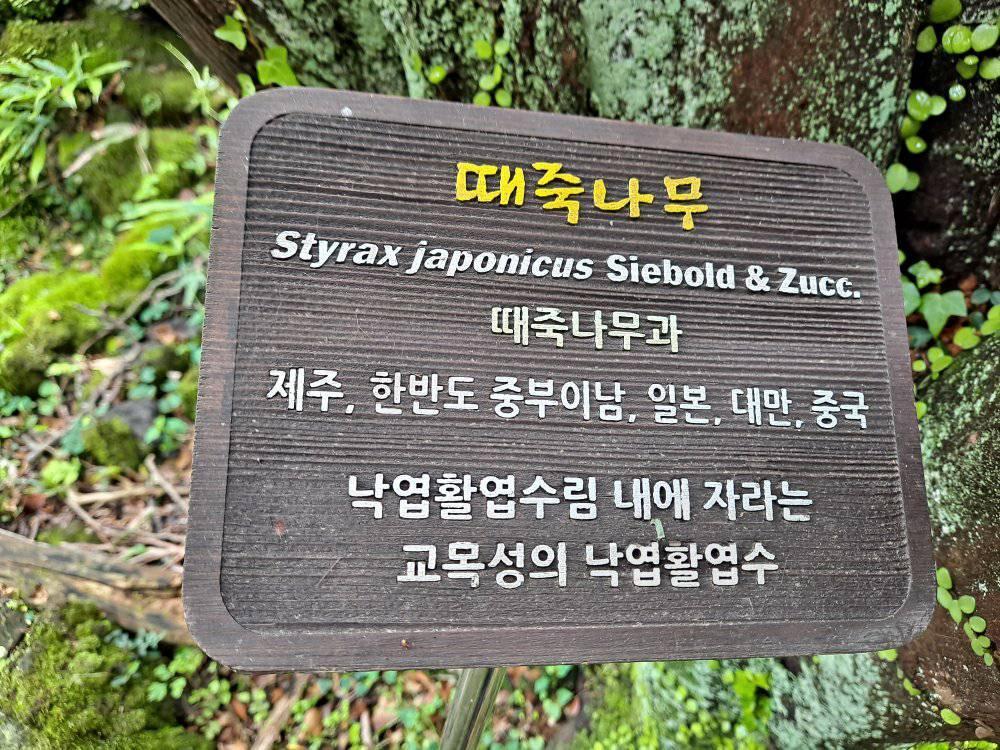 때죽나무
Styrax japonicus Siebold & Zucc.
때죽나무과
제주, 한반도 중부이남, 일본, 대만, 중국
낙엽활엽수림 내에 자라는
교목성의 낙엽활엽수